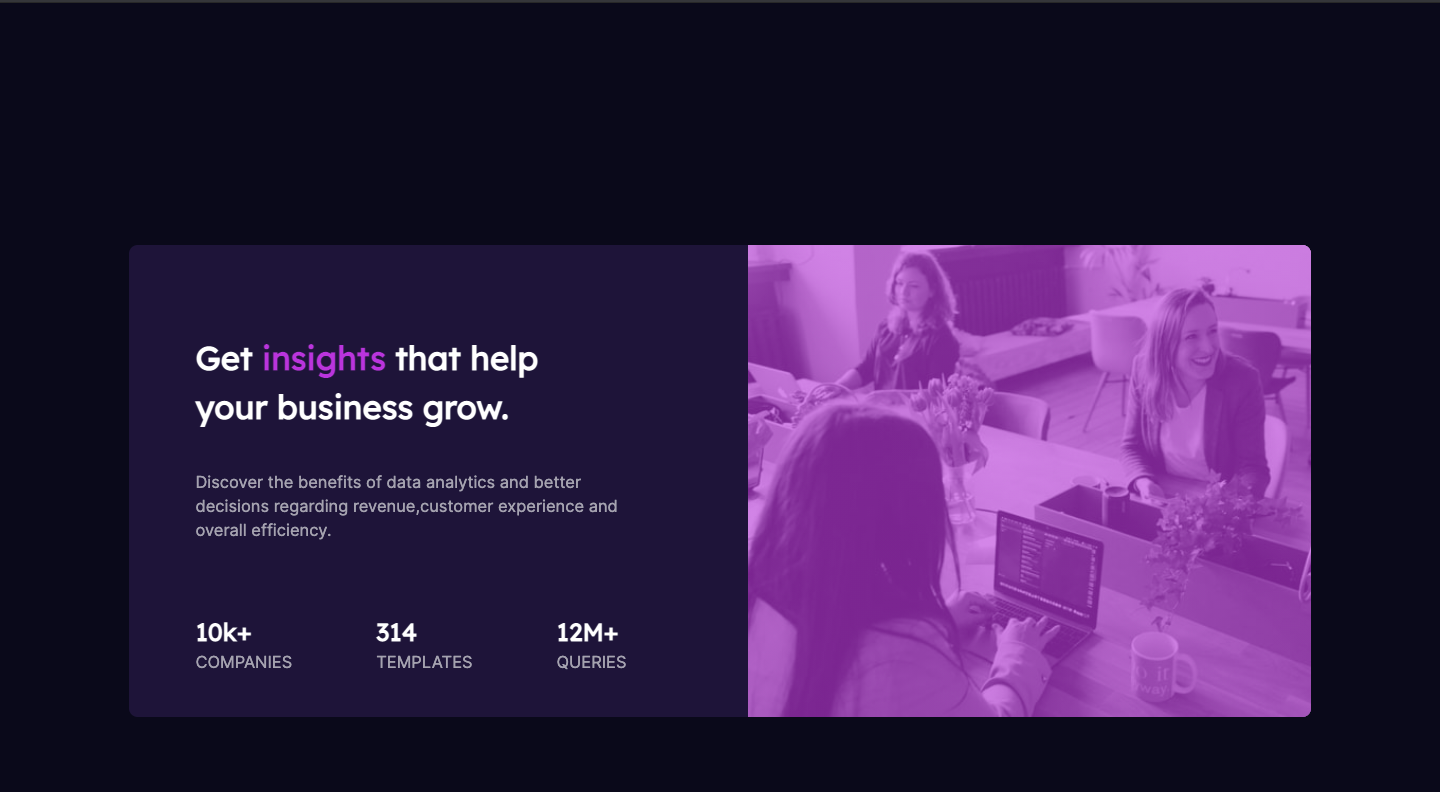 Get insights that help
your business grow.
Discover the benefits of data analytics and better
decisions regarding revenue,customer experience and
overall efficiency.
10k+ 314 12M+
COMPANIES TEMPLATES QUERIES